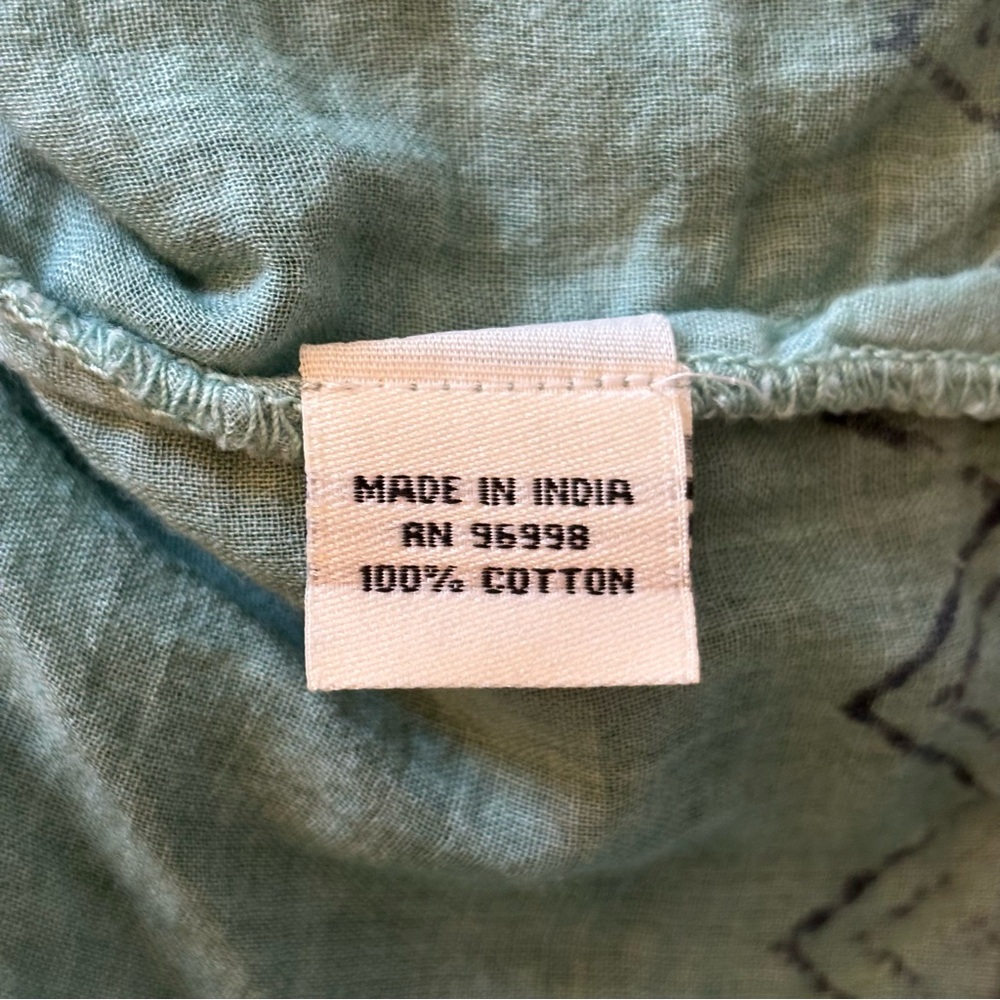 MADE IN INDIA
RN 96998
100% COTTON